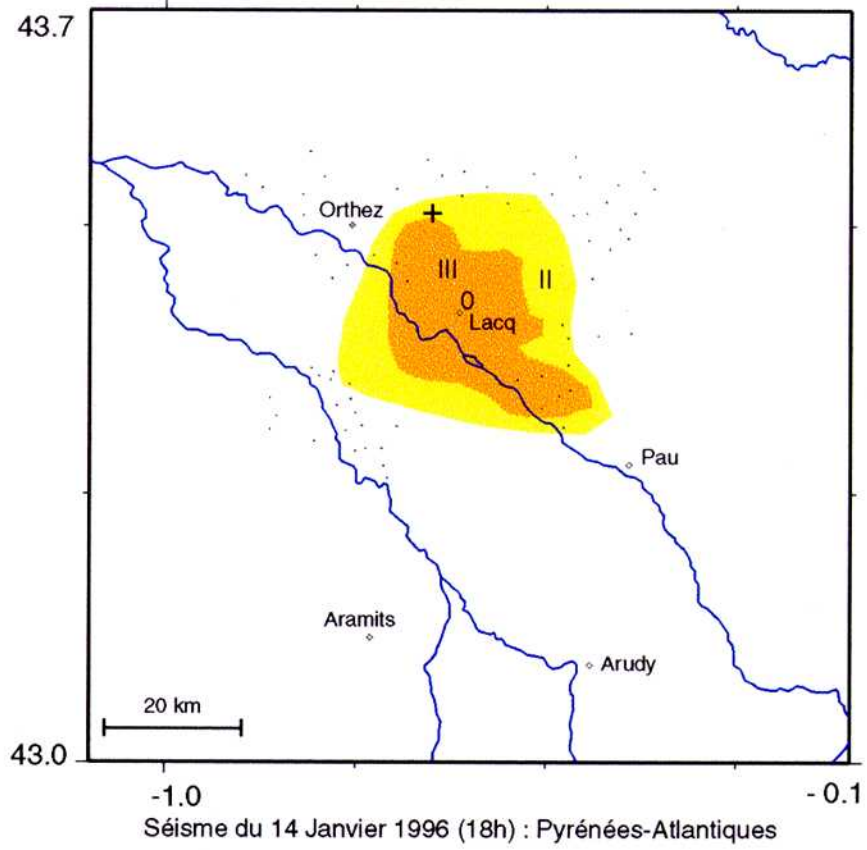 43.7
Orthez
III
II
0
Lacq
Pau
Aramits
Arudy
20 km
43.0
-1.0
-0.1
Séisme du 14 Janvier 1996 (18h) : Pyrénées-Atlantiques